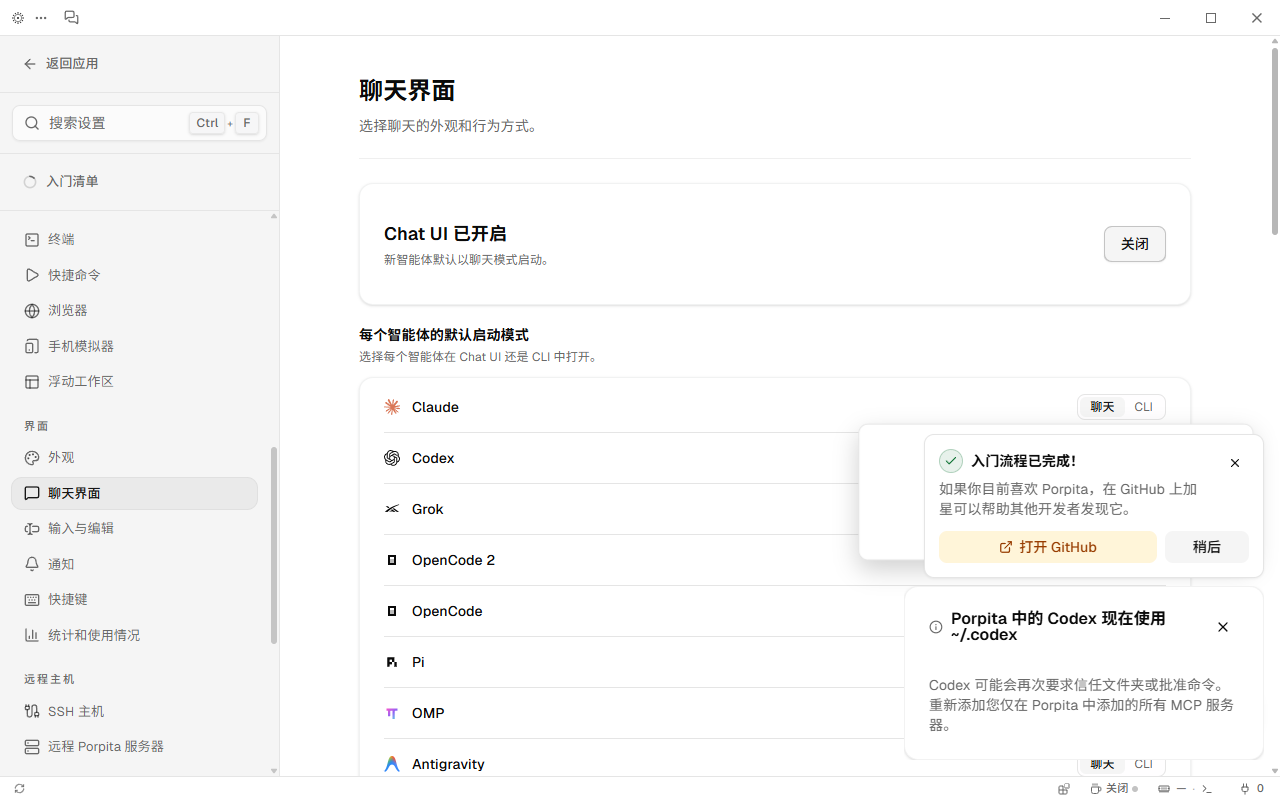 返回应用
搜索设置 Ctrl + F
入门清单
终端
快捷命令
浏览器
手机模拟器
浮动工作区
界面
外观
聊天界面
输入与编辑
通知
快捷键
统计和使用情况
远程主机
SSH 主机
远程 Porpita 服务器
聊天界面
选择聊天的外观和行为方式。
Chat UI 已开启
新智能体默认以聊天模式启动。
关闭
每个智能体的默认启动模式
选择每个智能体在 Chat UI 还是 CLI 中打开。
Claude 聊天 CLI
Codex
Grok
OpenCode 2
OpenCode
Pi
OMP
Antigravity 聊天 CLI
入门流程已完成！
如果你目前喜欢 Porpita，在 GitHub 上加
星可以帮助其他开发者发现它。
打开 GitHub 稍后
Porpita 中的 Codex 现在使用
~/.codex
Codex 可能会再次要求信任文件夹或批准命令。
重新添加您仅在 Porpita 中添加的所有 MCP 服务
器。
关闭 0